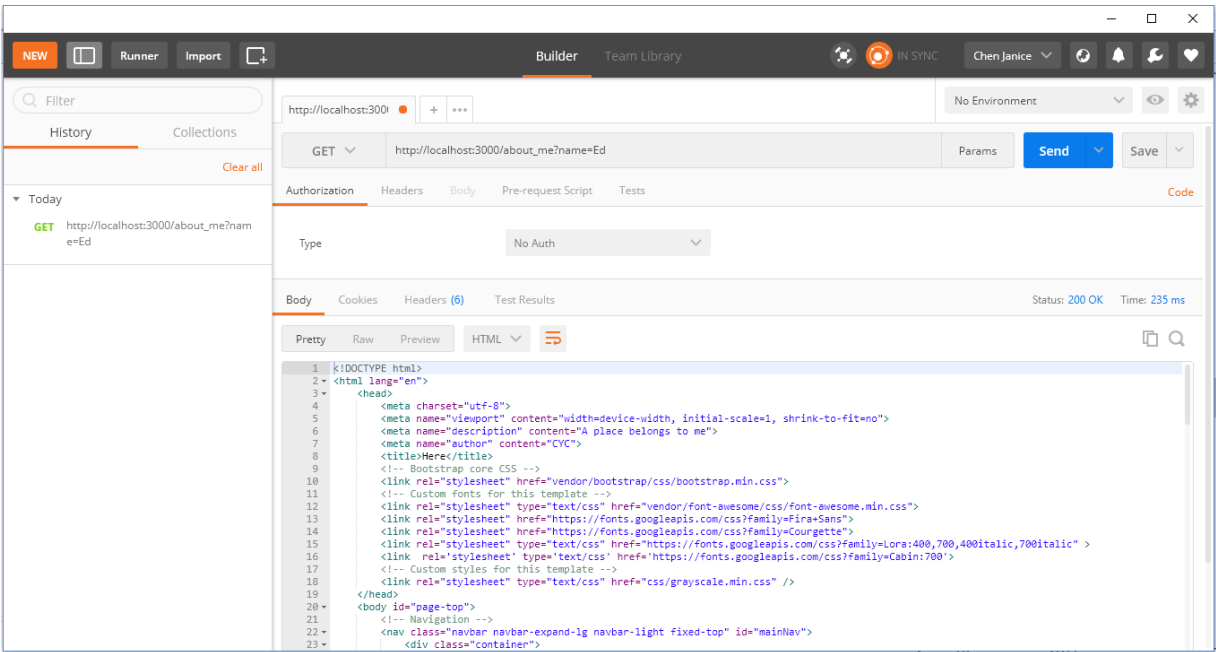 NEW Runner Import Builder Team Library IN SYNC Chen Janice
Filter
History Collections
Clear all
Today
GET http://localhost:3000/about_me?nam
e=Ed
http://localhost:300 + ••• No Environment
GET http://localhost:3000/about_me?name=Ed Params Send Save
Authorization Headers Body Pre-request Script Tests Code
Type No Auth
Body Cookies Headers (6) Test Results Status: 200 OK Time: 235 ms
Pretty Raw Preview HTML
1 <!DOCTYPE html>
2 <html lang="en">
3 <head>
4 <meta charset="utf-8">
5 <meta name="viewport" content="width=device-width, initial-scale=1, shrink-to-fit=no">
6 <meta name="description" content="A place belongs to me">
7 <meta name="author" content="CYC">
8 <title>Here</title>
9 <!-- Bootstrap core CSS -->
10 <link rel="stylesheet" href="vendor/bootstrap/css/bootstrap.min.css">
11 <!-- Custom fonts for this template -->
12 <link rel="stylesheet" type="text/css" href="vendor/font-awesome/css/font-awesome.min.css">
13 <link rel="stylesheet" href="https://fonts.googleapis.com/css?family=Fira+Sans">
14 <link rel="stylesheet" href="https://fonts.googleapis.com/css?family=Courgette">
15 <link rel="stylesheet" type="text/css" href="https://fonts.googleapis.com/css?family=Lora:400,700,400italic,700italic" >
16 <link  rel='stylesheet' type='text/css' href='https://fonts.googleapis.com/css?family=Cabin:700'>
17 <!-- Custom styles for this template -->
18 <link rel="stylesheet" type="text/css" href="css/grayscale.min.css" />
19 </head>
20 <body id="page-top">
21 <!-- Navigation -->
22 <nav class="navbar navbar-expand-lg navbar-light fixed-top" id="mainNav">
23 <div class="container">